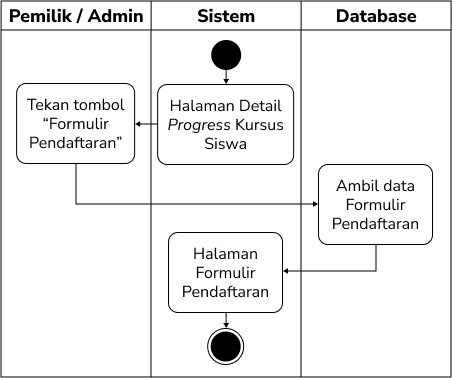 Pemilik / Admin
Sistem
Database
Halaman Detail
Progress Kursus
Siswa
Tekan tombol
“Formulir
Pendaftaran”
Ambil data
Formulir
Pendaftaran
Halaman
Formulir
Pendaftaran